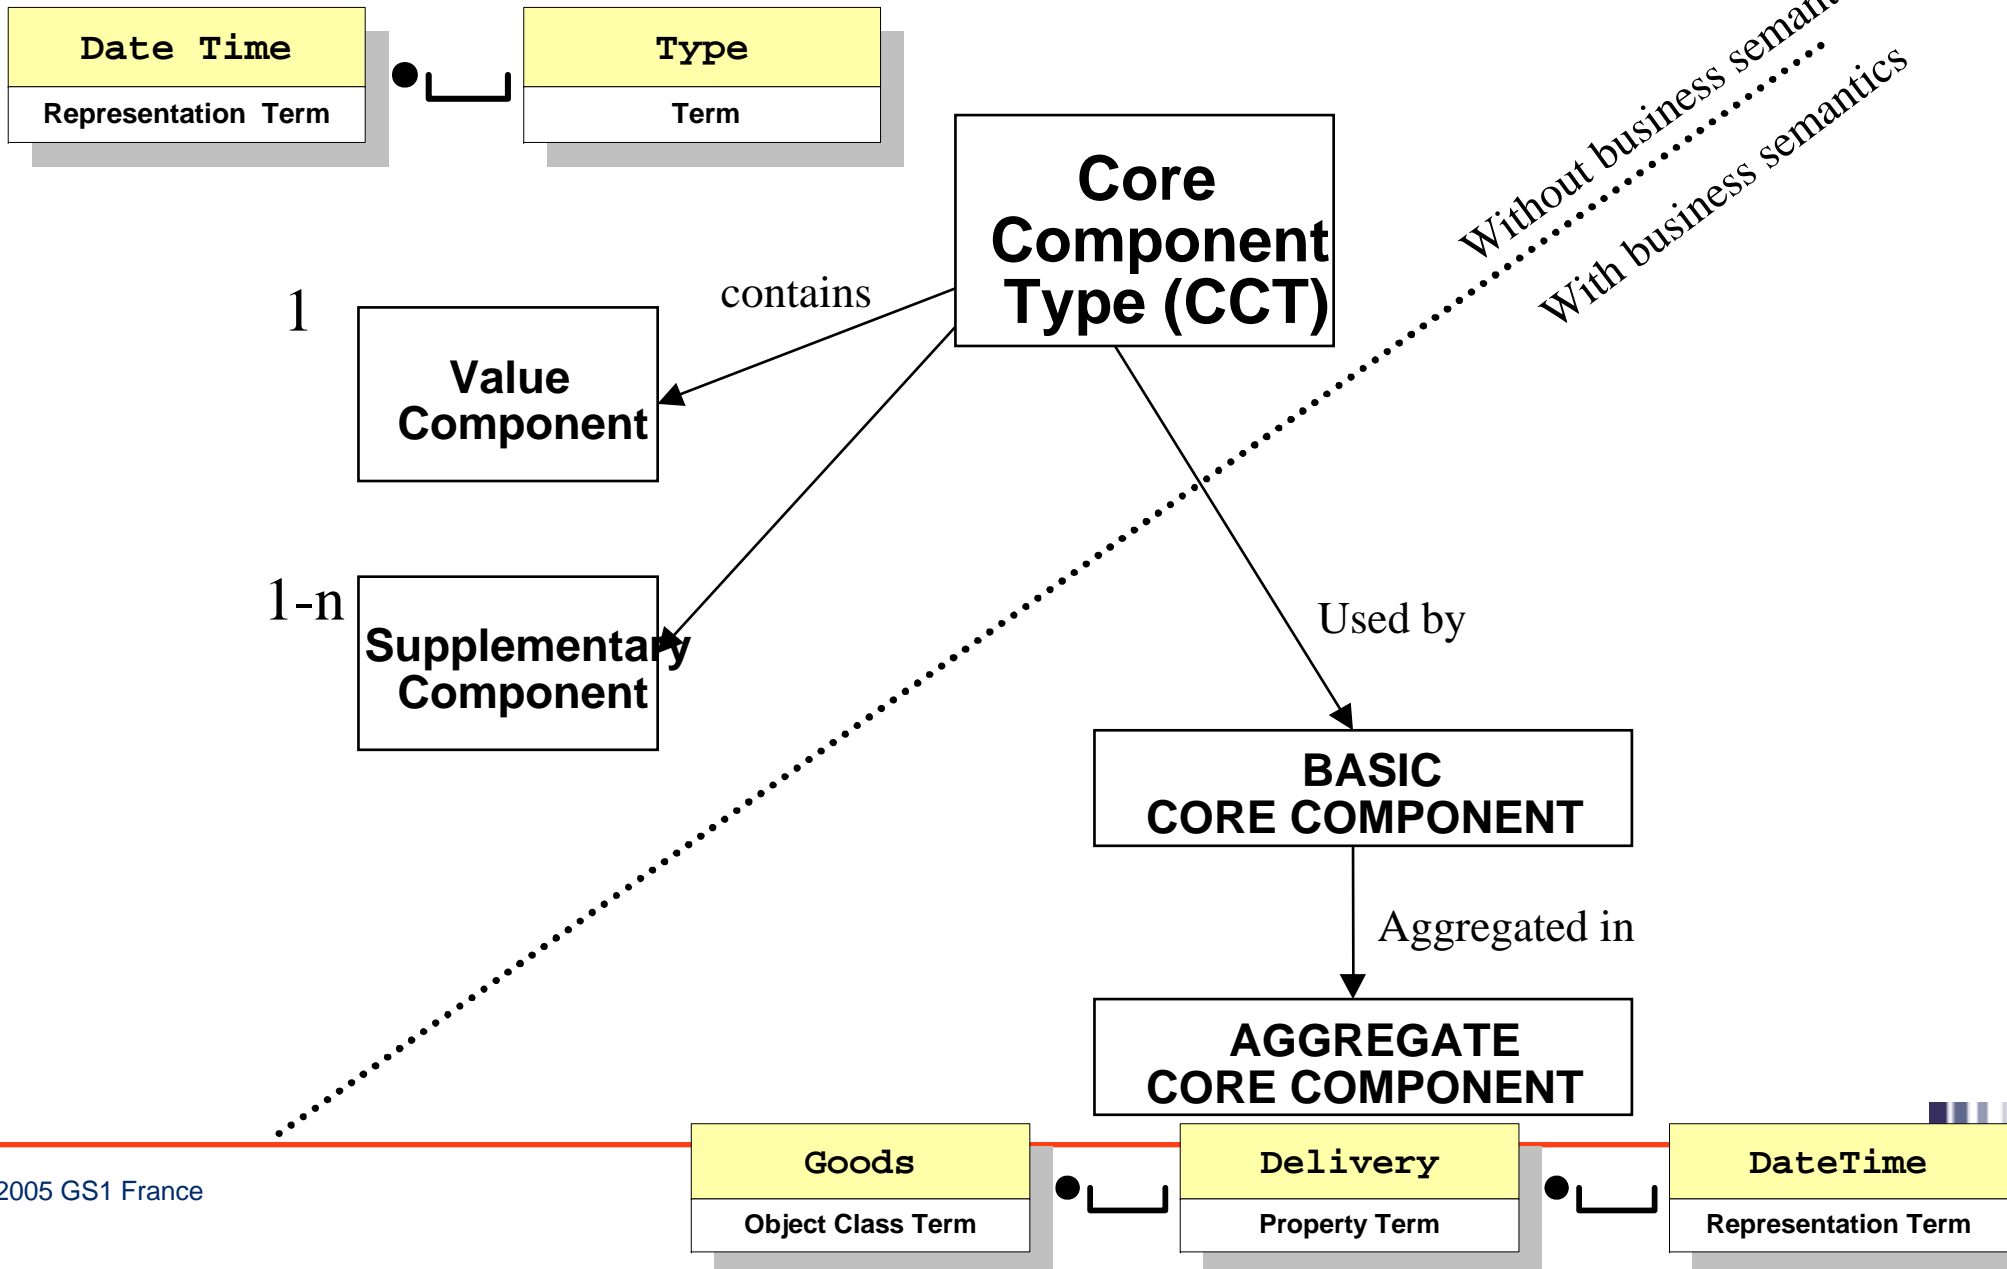 Date Time
Representation Term
Type
Term
Without business
With business semantics
Core
Component
Type (CCT)
contains
1
Value
Component
1-n
Supplementary
Component
Used by
BASIC
CORE COMPONENT
Aggregated in
AGGREGATE
CORE COMPONENT
Goods
Object Class Term
Delivery
Property Term
DateTime
Representation Term
2005 GS1 France